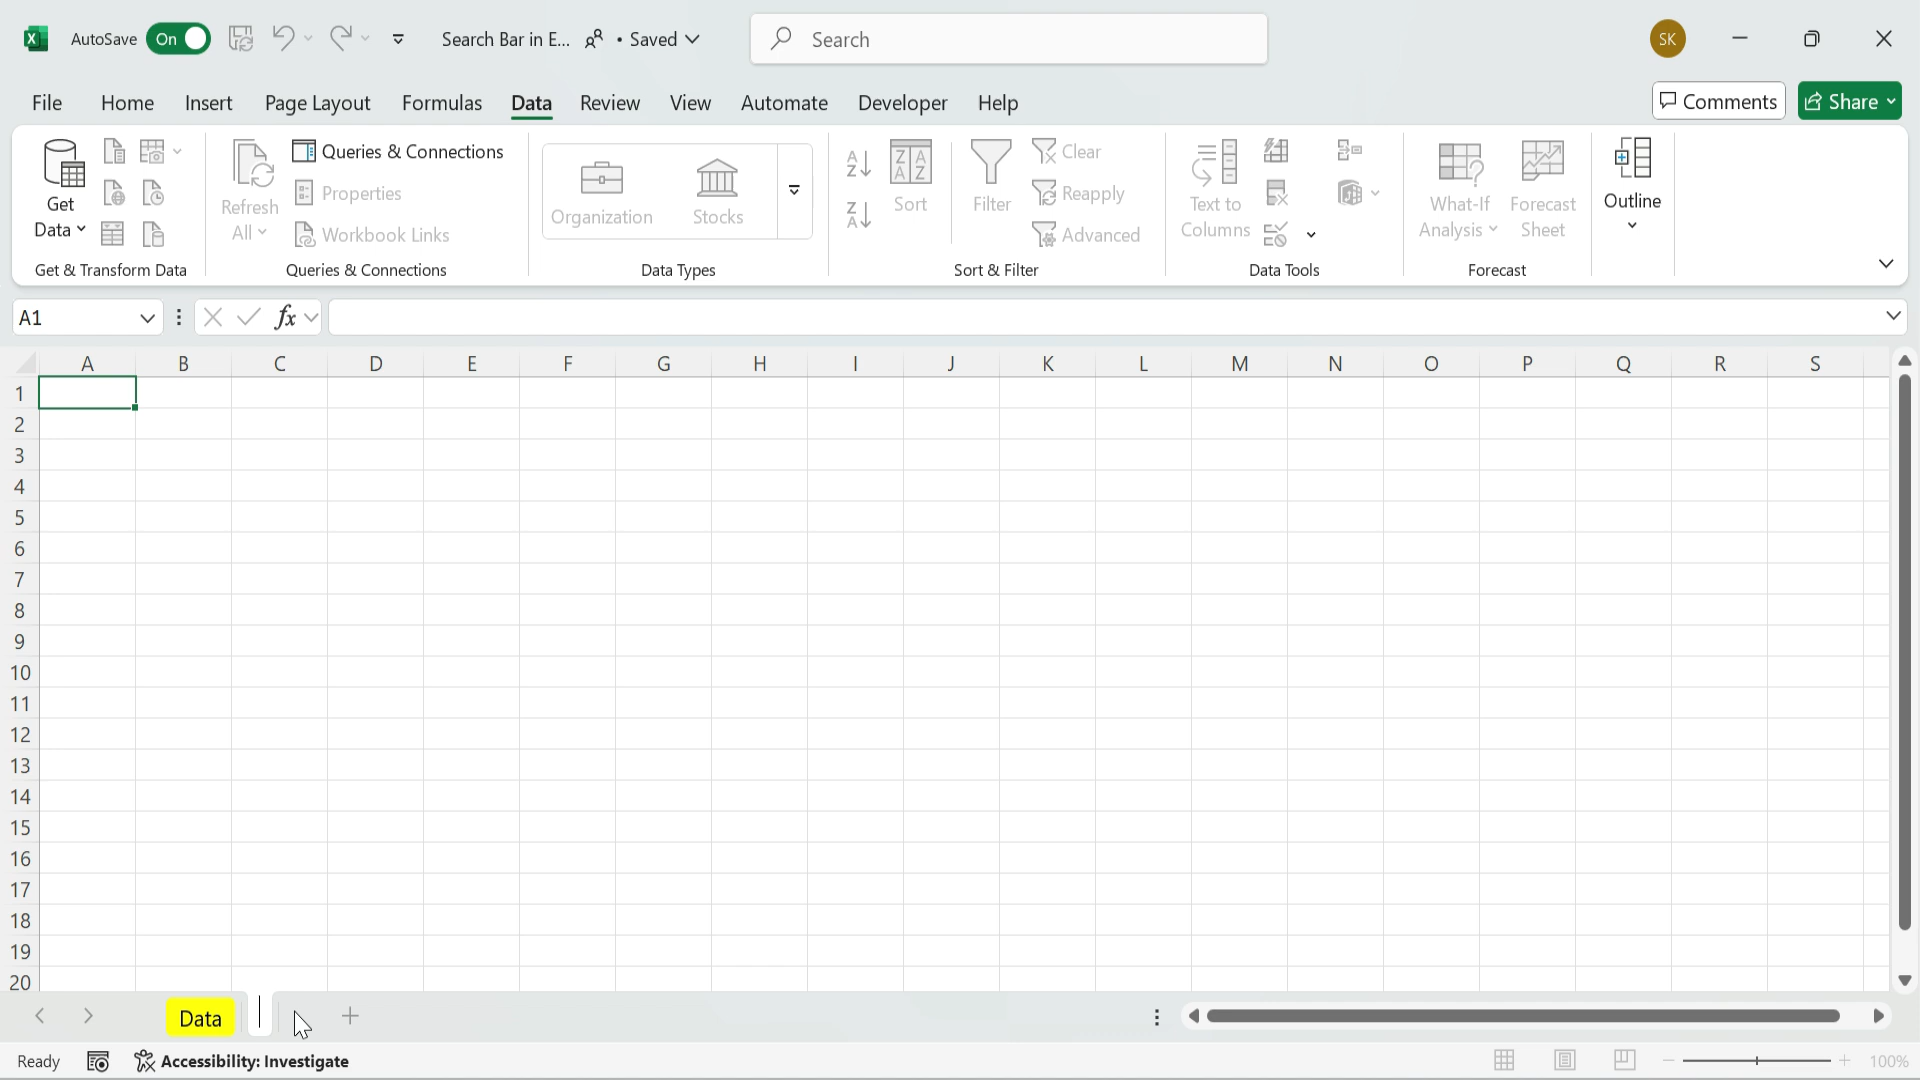 AutoSave On Search Bar in E... • Saved Search SK
File Home Insert Page Layout Formulas Data Review View Automate Developer Help Comments Share
Get Data
Refresh All
Queries & Connections
Properties
Workbook Links
Organization
Stocks
Sort
Filter
Clear
Reapply
Advanced
Text to Columns
What-If Analysis
Forecast Sheet
Outline
Get & Transform Data Queries & Connections Data Types Sort & Filter Data Tools Forecast
A1 fx
A B C D E F G H I J K L M N O P Q R S
1
2
3
4
5
6
7
8
9
10
11
12
13
14
15
16
17
18
19
20
Data
Ready Accessibility: Investigate 100%